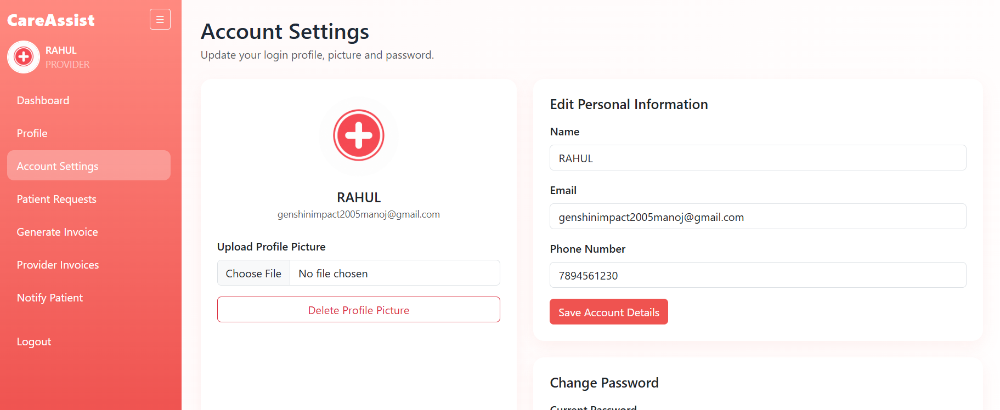 CareAssist
☰
RAHUL
PROVIDER
Dashboard
Profile
Account Settings
Patient Requests
Generate Invoice
Provider Invoices
Notify Patient
Logout
Account Settings
Update your login profile, picture and password.
RAHUL
genshinimpact2005manoj@gmail.com
Upload Profile Picture
Choose File No file chosen
Delete Profile Picture
Edit Personal Information
Name
RAHUL
Email
genshinimpact2005manoj@gmail.com
Phone Number
7894561230
Save Account Details
Change Password
Current Password